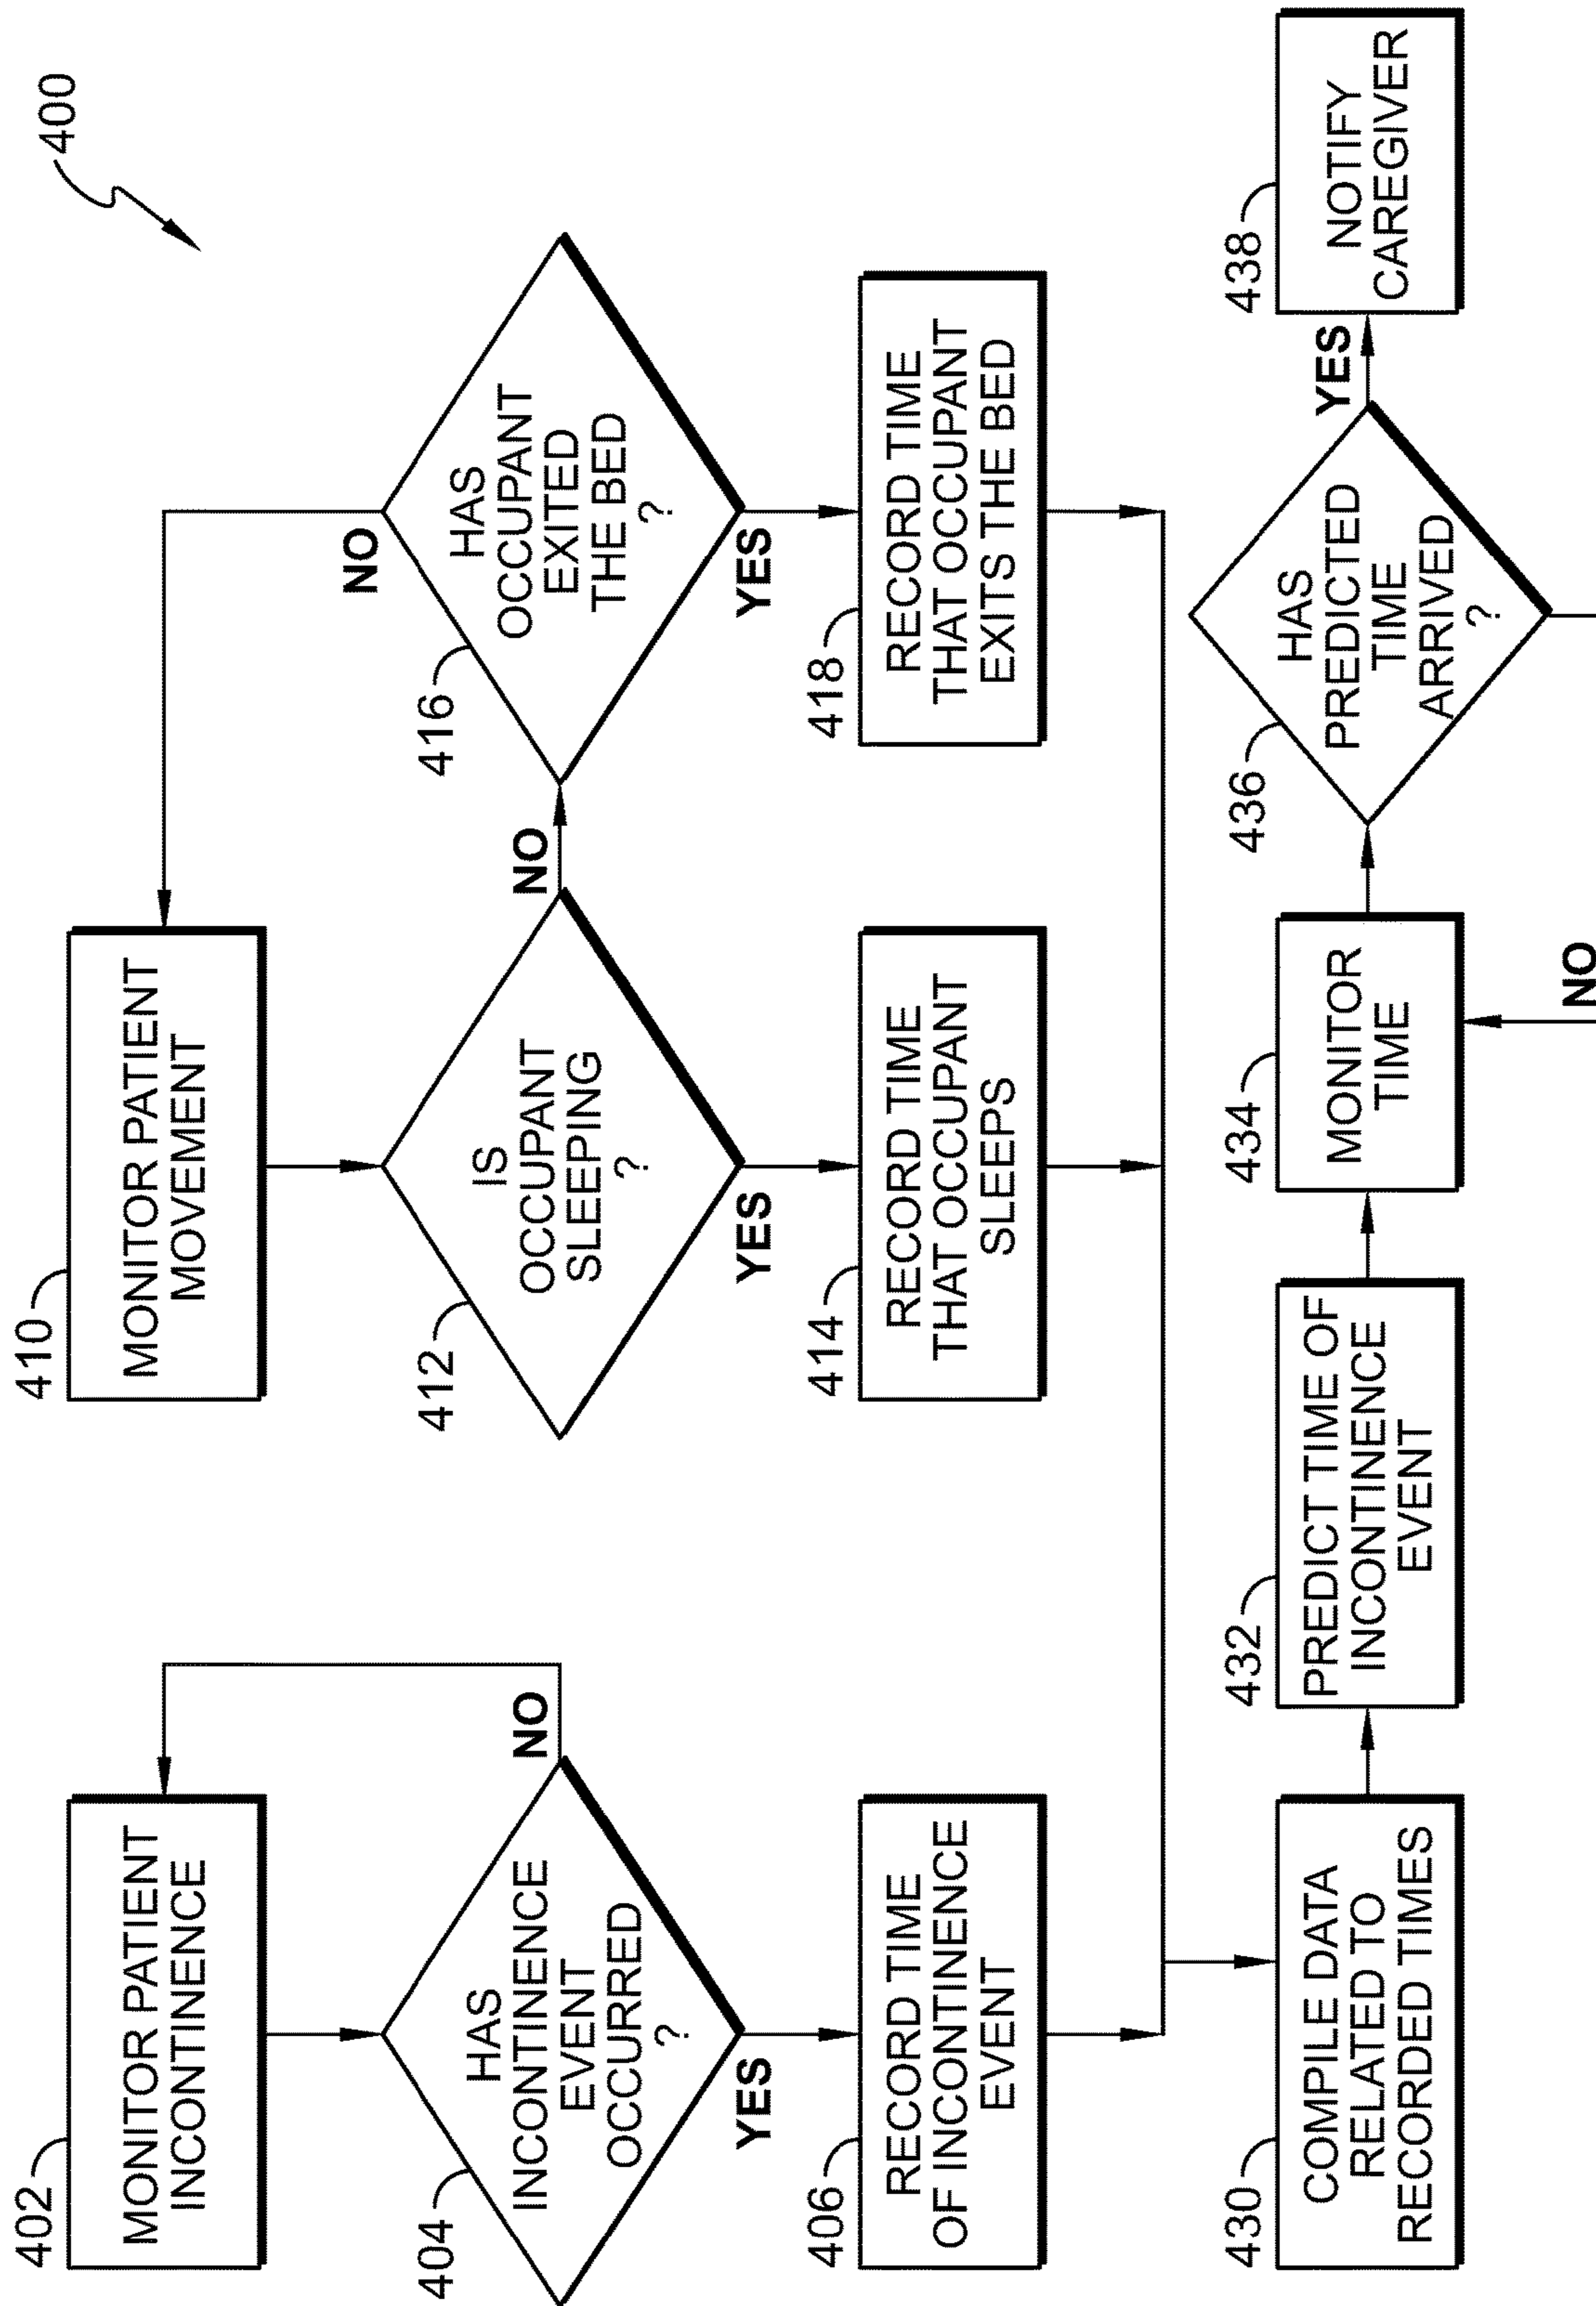 400
402
MONITOR PATIENT
INCONTINENCE
404
HAS
INCONTINENCE
EVENT
OCCURRED
?
NO
YES
406
RECORD TIME
OF INCONTINENCE
EVENT
410
MONITOR PATIENT
MOVEMENT
412
IS
OCCUPANT
SLEEPING
?
NO
YES
414
RECORD TIME
THAT OCCUPANT
SLEEPS
416
HAS
OCCUPANT
EXITED
THE BED
?
NO
YES
418
RECORD TIME
THAT OCCUPANT
EXITS THE BED
430
COMPILE DATA
RELATED TO
RECORDED TIMES
432
PREDICT TIME OF
INCONTINENCE
EVENT
434
MONITOR
TIME
436
HAS
PREDICTED
TIME
ARRIVED
?
YES
NO
438
NOTIFY
CAREGIVER